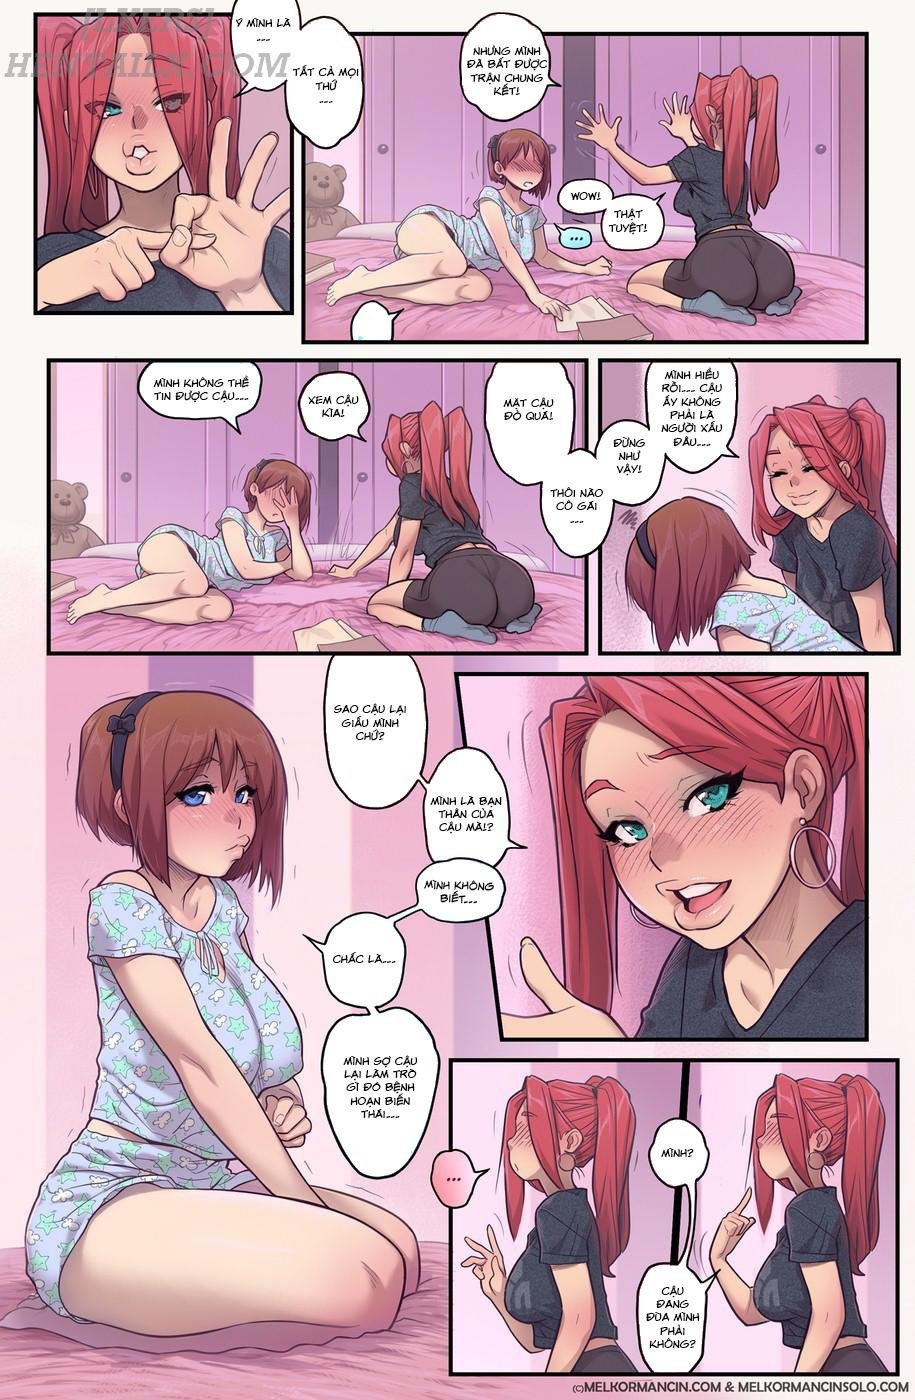 [LXERS]
HENTAILX.COM
Ý MÌNH LÀ
...
TẤT CẢ MỌI
THỨ
...
NHƯNG MÌNH
ĐÃ BẮT ĐƯỢC
TRẬN CHUNG
KẾT!
WOW!
THẬT
TUYỆT!
...
MÌNH KHÔNG THỂ
TIN ĐƯỢC CẬU...
XEM CẬU
KÌA!
MẶT CẬU
ĐỎ QUÁ!
THÔI NÀO
CÔ GÁI
...
MÌNH HIỂU
RỒI... CẬU
ẤY KHÔNG
PHẢI LÀ
NGƯỜI XẤU
ĐÂU...
ĐỪNG
NHƯ
VẬY!
SAO CẬU LẠI
GIẤU MÌNH
CHỨ?
MÌNH LÀ BẠN
THÂN CỦA
CẬU MÀ!?
MÌNH KHÔNG
BIẾT...
CHẮC LÀ...
MÌNH SỢ CẬU
LẠI LÀM TRÒ
GÌ ĐÓ BỆNH
HOẠN BIẾN
THÁI...
...
MÌNH?
CẬU
ĐANG
ĐÙA MÌNH
PHẢI
KHÔNG?
(C)MELKORMANCIN.COM & MELKORMANCINSOLO.COM